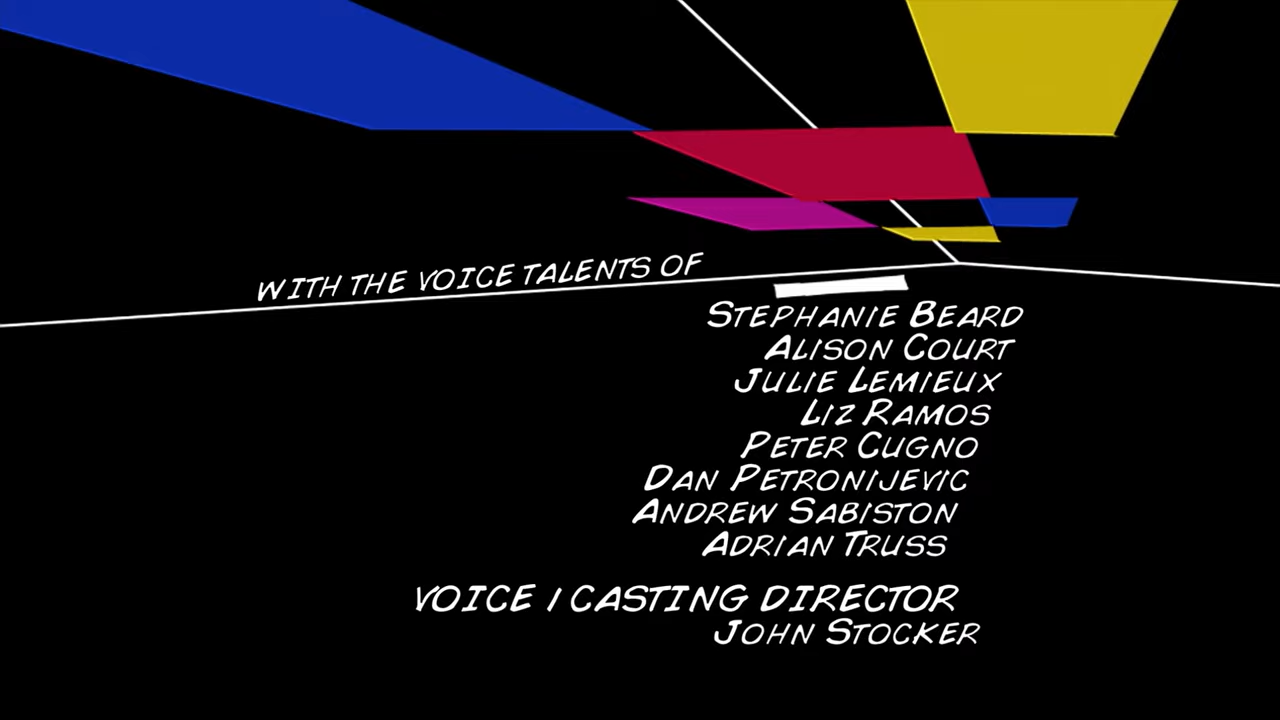 WITH THE VOICE TALENTS OF
STEPHANIE BEARD
ALISON COURT
JULIE LEMIEUX
LIZ RAMOS
PETER CUGNO
DAN PETRONIJEVIC
ANDREW SABISTON
ADRIAN TRUSS
VOICE / CASTING DIRECTOR
JOHN STOCKER